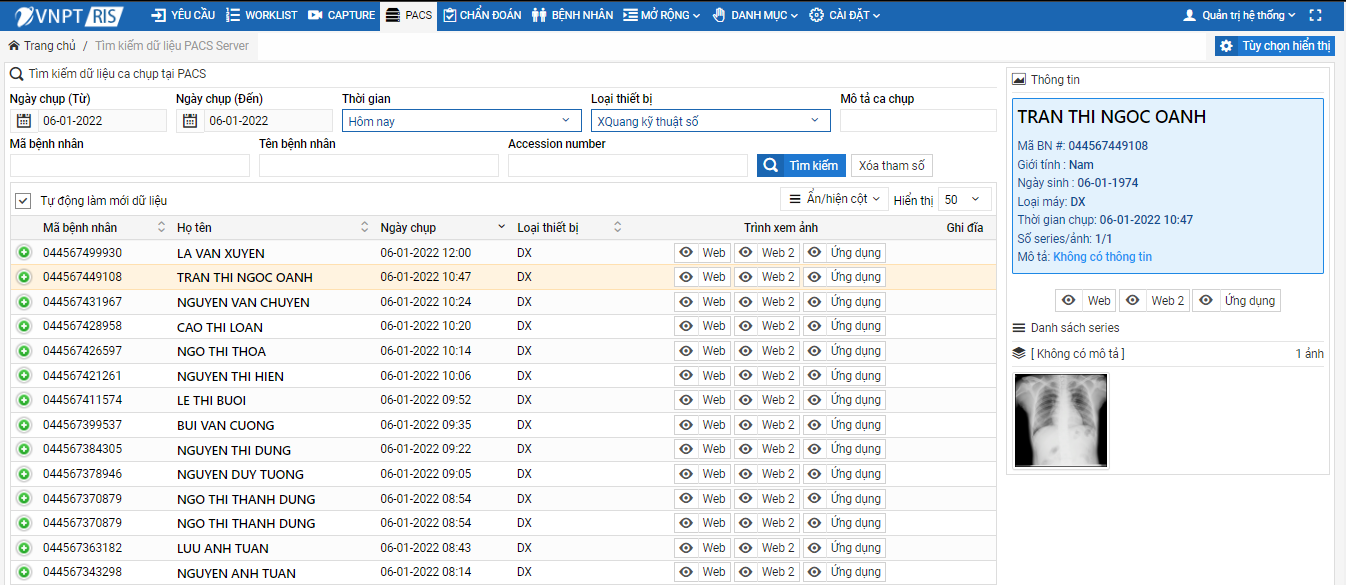 VNPT RIS YÊU CẦU WORKLIST CAPTURE PACS CHẨN ĐOÁN BỆNH NHÂN MỞ RỘNG DANH MỤC CÀI ĐẶT Quản trị hệ thống
Trang chủ / Tìm kiếm dữ liệu PACS Server Tùy chọn hiển thị
Tìm kiếm dữ liệu ca chụp tại PACS
Ngày chụp (Từ) Ngày chụp (Đến) Thời gian Loại thiết bị Mô tả ca chụp
06-01-2022 06-01-2022 Hôm nay XQuang kỹ thuật số
Mã bệnh nhân Tên bệnh nhân Accession number
Tìm kiếm Xóa tham số
Tự động làm mới dữ liệu Ẩn/hiện cột Hiển thị 50
Mã bệnh nhân Họ tên Ngày chụp Loại thiết bị Trình xem ảnh Ghi đĩa
044567499930 LA VAN XUYEN 06-01-2022 12:00 DX Web Web 2 Ứng dụng
044567449108 TRAN THI NGOC OANH 06-01-2022 10:47 DX Web Web 2 Ứng dụng
044567431967 NGUYEN VAN CHUYEN 06-01-2022 10:24 DX Web Web 2 Ứng dụng
044567428958 CAO THI LOAN 06-01-2022 10:20 DX Web Web 2 Ứng dụng
044567426597 NGO THI THOA 06-01-2022 10:14 DX Web Web 2 Ứng dụng
044567421261 NGUYEN THI HIEN 06-01-2022 10:06 DX Web Web 2 Ứng dụng
044567411574 LE THI BUOI 06-01-2022 09:52 DX Web Web 2 Ứng dụng
044567399537 BUI VAN CUONG 06-01-2022 09:35 DX Web Web 2 Ứng dụng
044567384305 NGUYEN THI DUNG 06-01-2022 09:22 DX Web Web 2 Ứng dụng
044567378946 NGUYEN DUY TUONG 06-01-2022 09:05 DX Web Web 2 Ứng dụng
044567370879 NGO THI THANH DUNG 06-01-2022 08:54 DX Web Web 2 Ứng dụng
044567370879 NGO THI THANH DUNG 06-01-2022 08:54 DX Web Web 2 Ứng dụng
044567363182 LUU ANH TUAN 06-01-2022 08:43 DX Web Web 2 Ứng dụng
044567343298 NGUYEN ANH TUAN 06-01-2022 08:14 DX Web Web 2 Ứng dụng
Thông tin
TRAN THI NGOC OANH
Mã BN #: 044567449108
Giới tính : Nam
Ngày sinh : 06-01-1974
Loại máy: DX
Thời gian chụp: 06-01-2022 10:47
Số series/ảnh: 1/1
Mô tả: Không có thông tin
Web Web 2 Ứng dụng
Danh sách series
[ Không có mô tả ] 1 ảnh